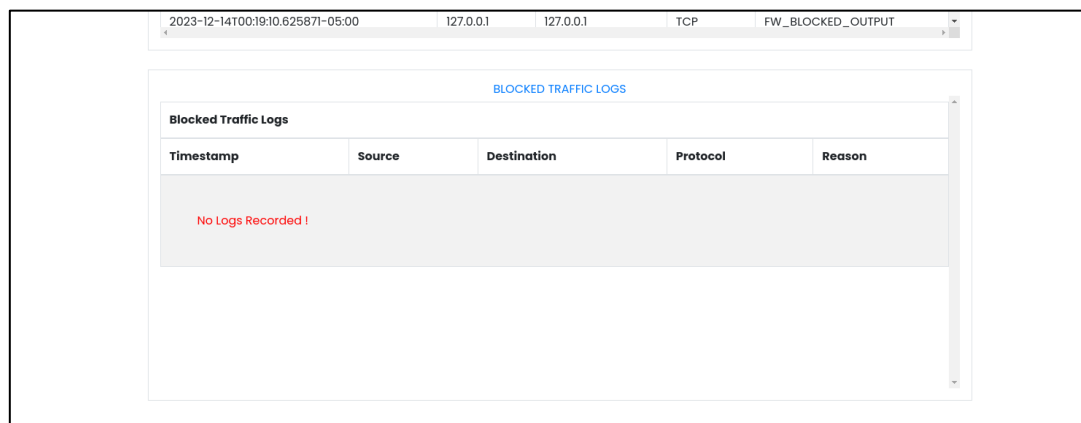 2023-12-14T00:19:10.625871-05:00 127.0.0.1 127.0.0.1 TCP FW_BLOCKED_OUTPUT
BLOCKED TRAFFIC LOGS
Blocked Traffic Logs
Timestamp Source Destination Protocol Reason
No Logs Recorded !